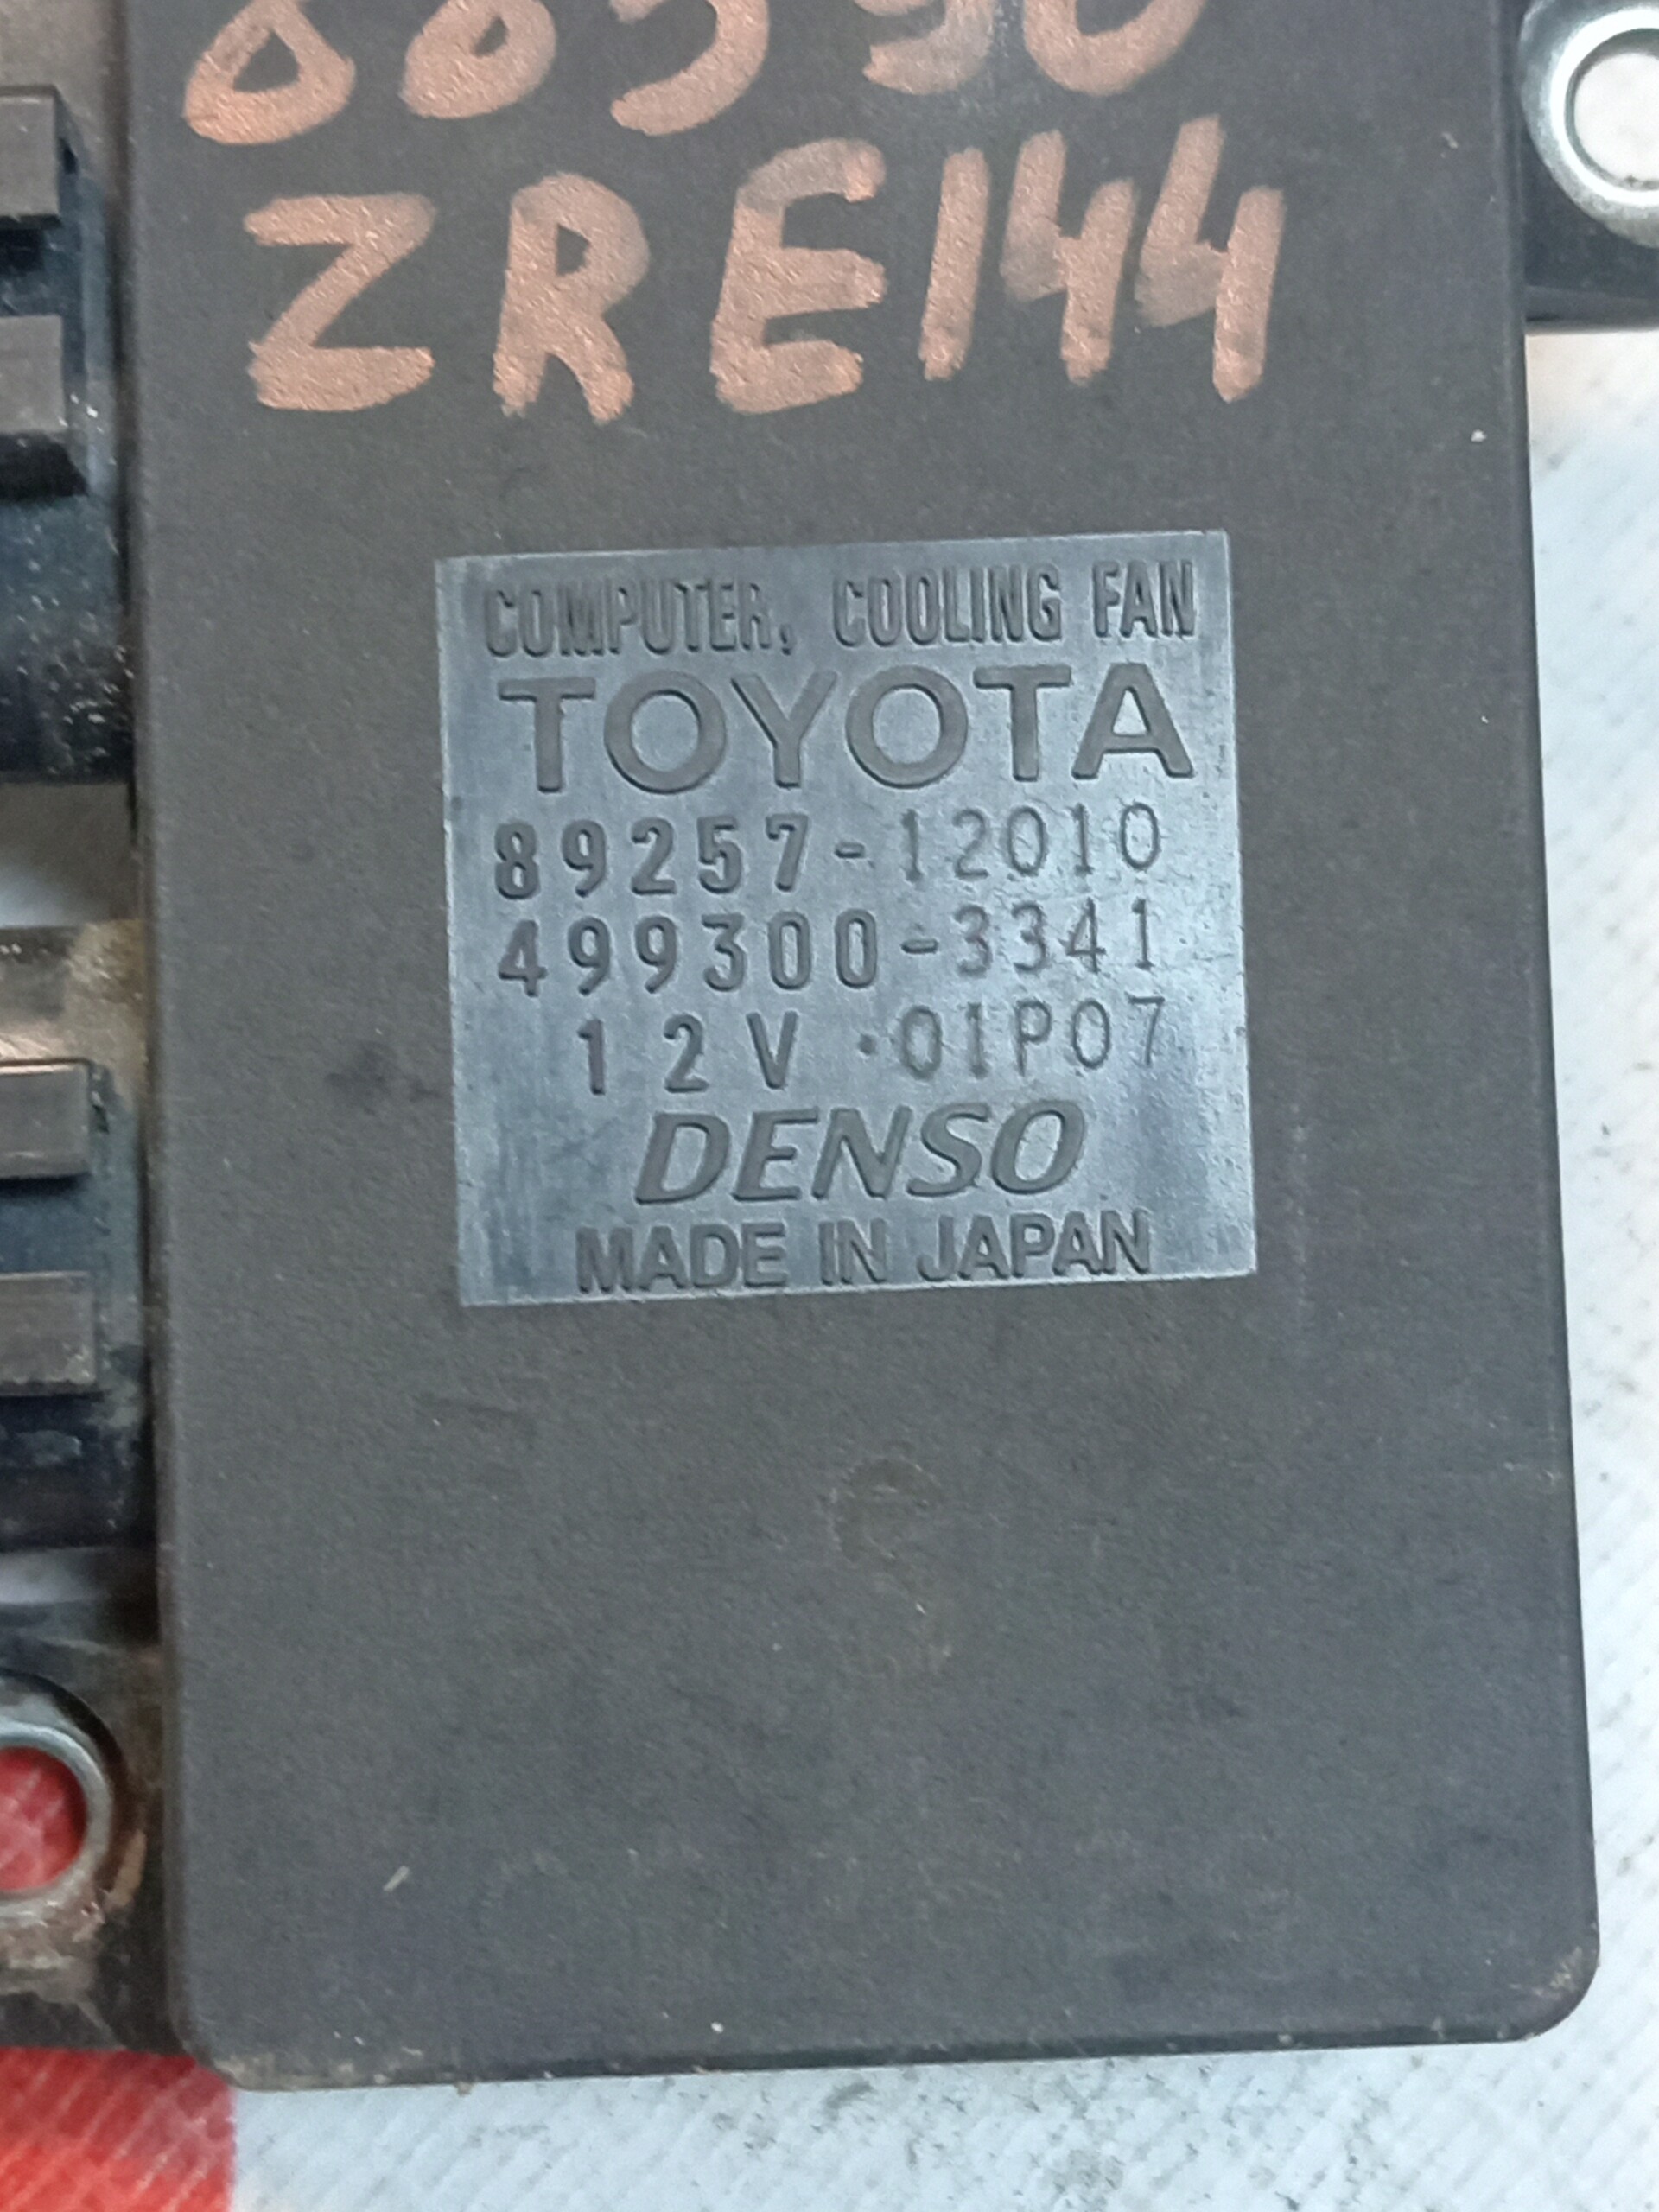 ZRE144
COMPUTER, COOLING FAN
TOYOTA
89257-12010
499300-3341
12V ·01P07
DENSO
MADE IN JAPAN